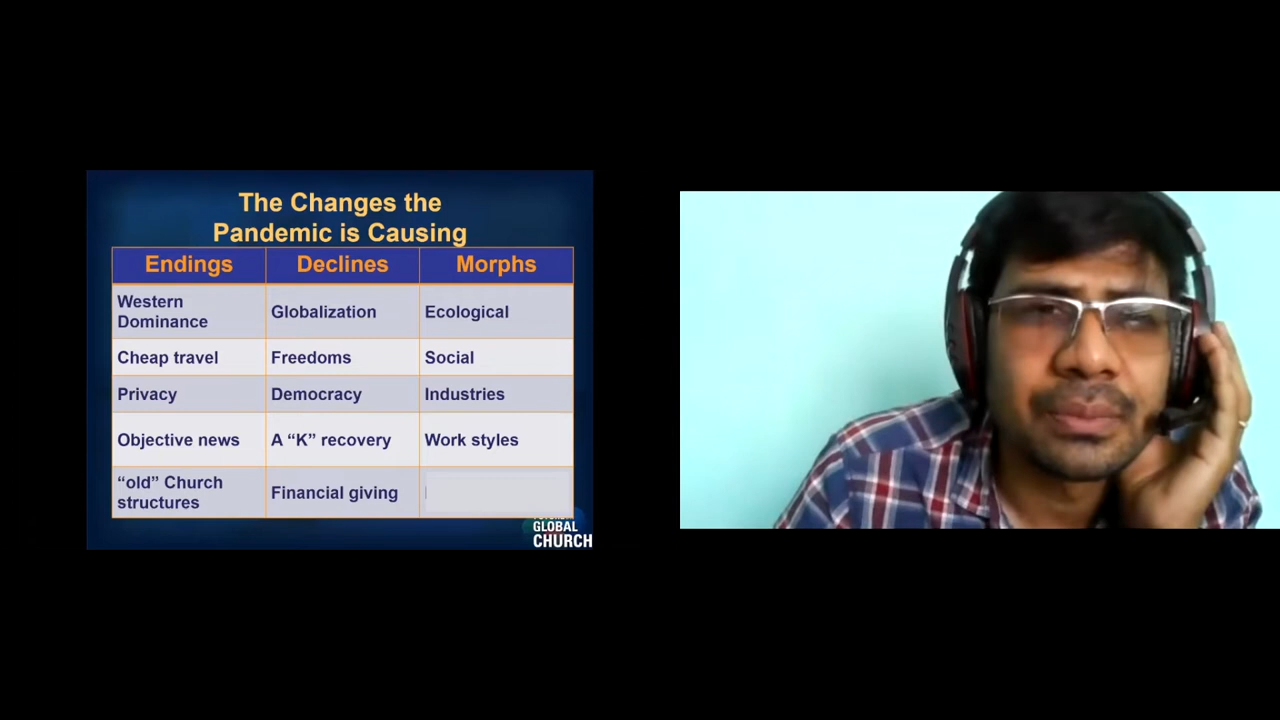 The Changes the
Pandemic is Causing
Endings Declines Morphs
Western
Dominance
Globalization
Ecological
Cheap travel Freedoms Social
Privacy Democracy Industries
Objective news A “K” recovery Work styles
“old” Church
structures
Financial giving
GLOBAL
CHURCH